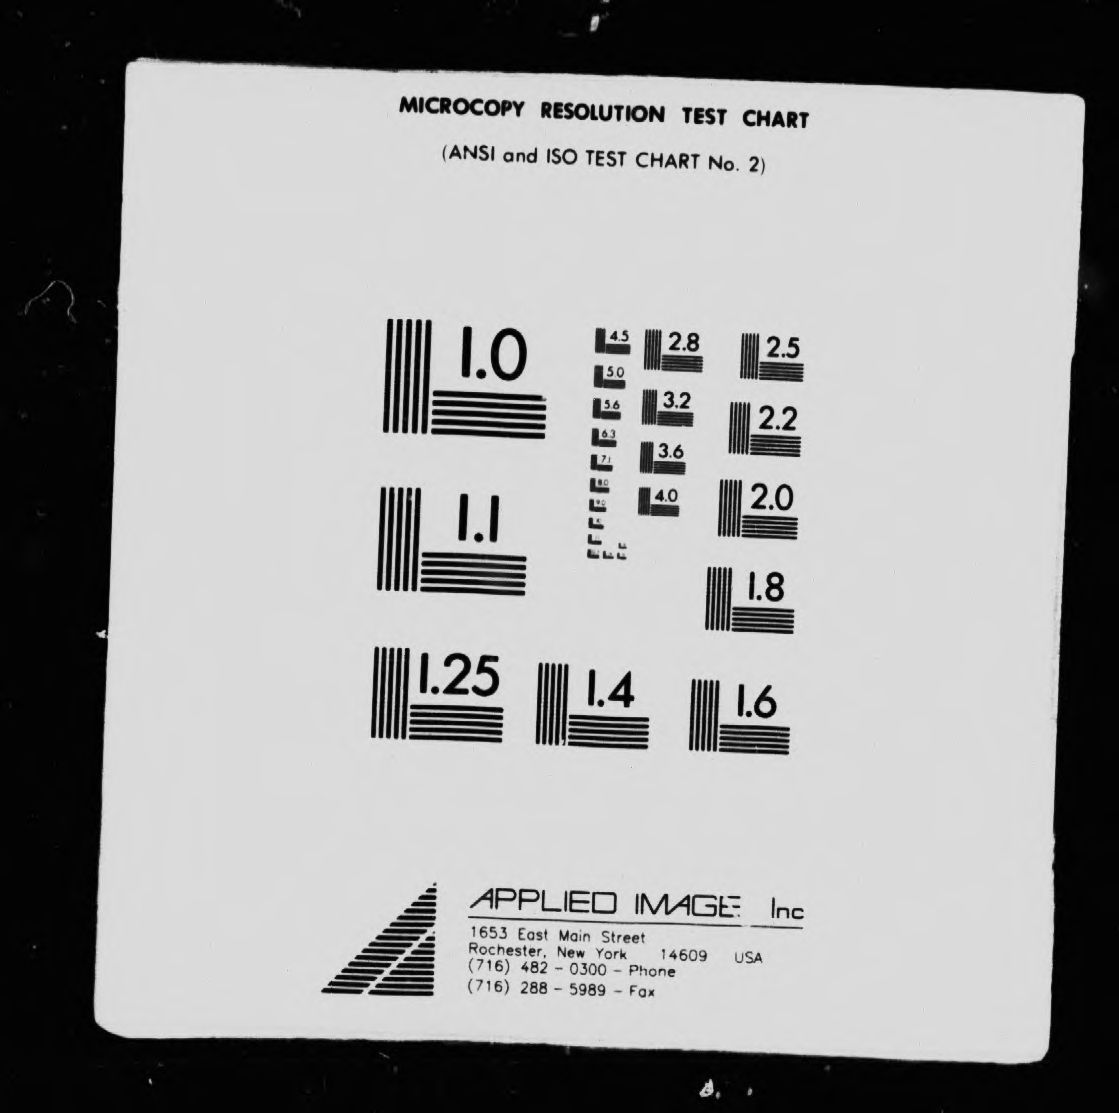 MICROCOPY RESOLUTION TEST CHART
(ANSI and ISO TEST CHART No. 2)
1.0
4.5
2.8
2.5
5.0
5.6
3.2
2.2
6.3
3.6
7.1
8.0
4.0
2.0
9.0
1.1
1.8
1.25
1.4
1.6
APPLIED IMAGE Inc
1653 East Main Street
Rochester, New York 14609 USA
(716) 482 - 0300 - Phone
(716) 288 - 5989 - Fax